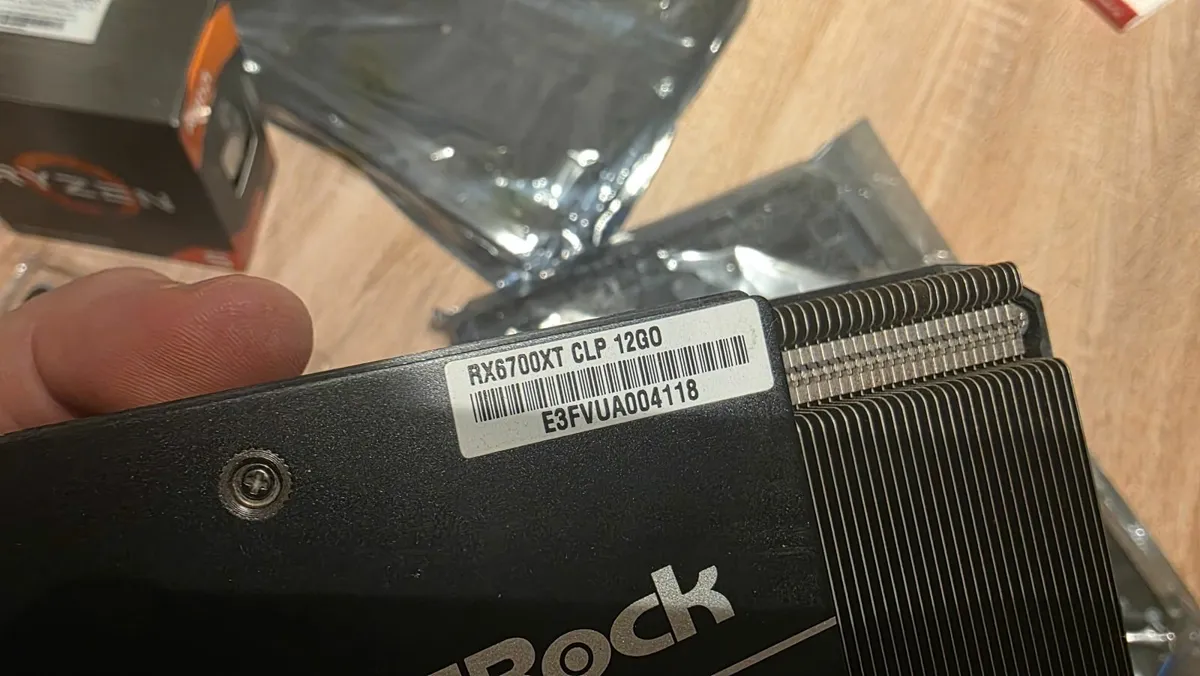 RYZEN
RX6700XT CLP 12GO
E3FVUA004118
Rock